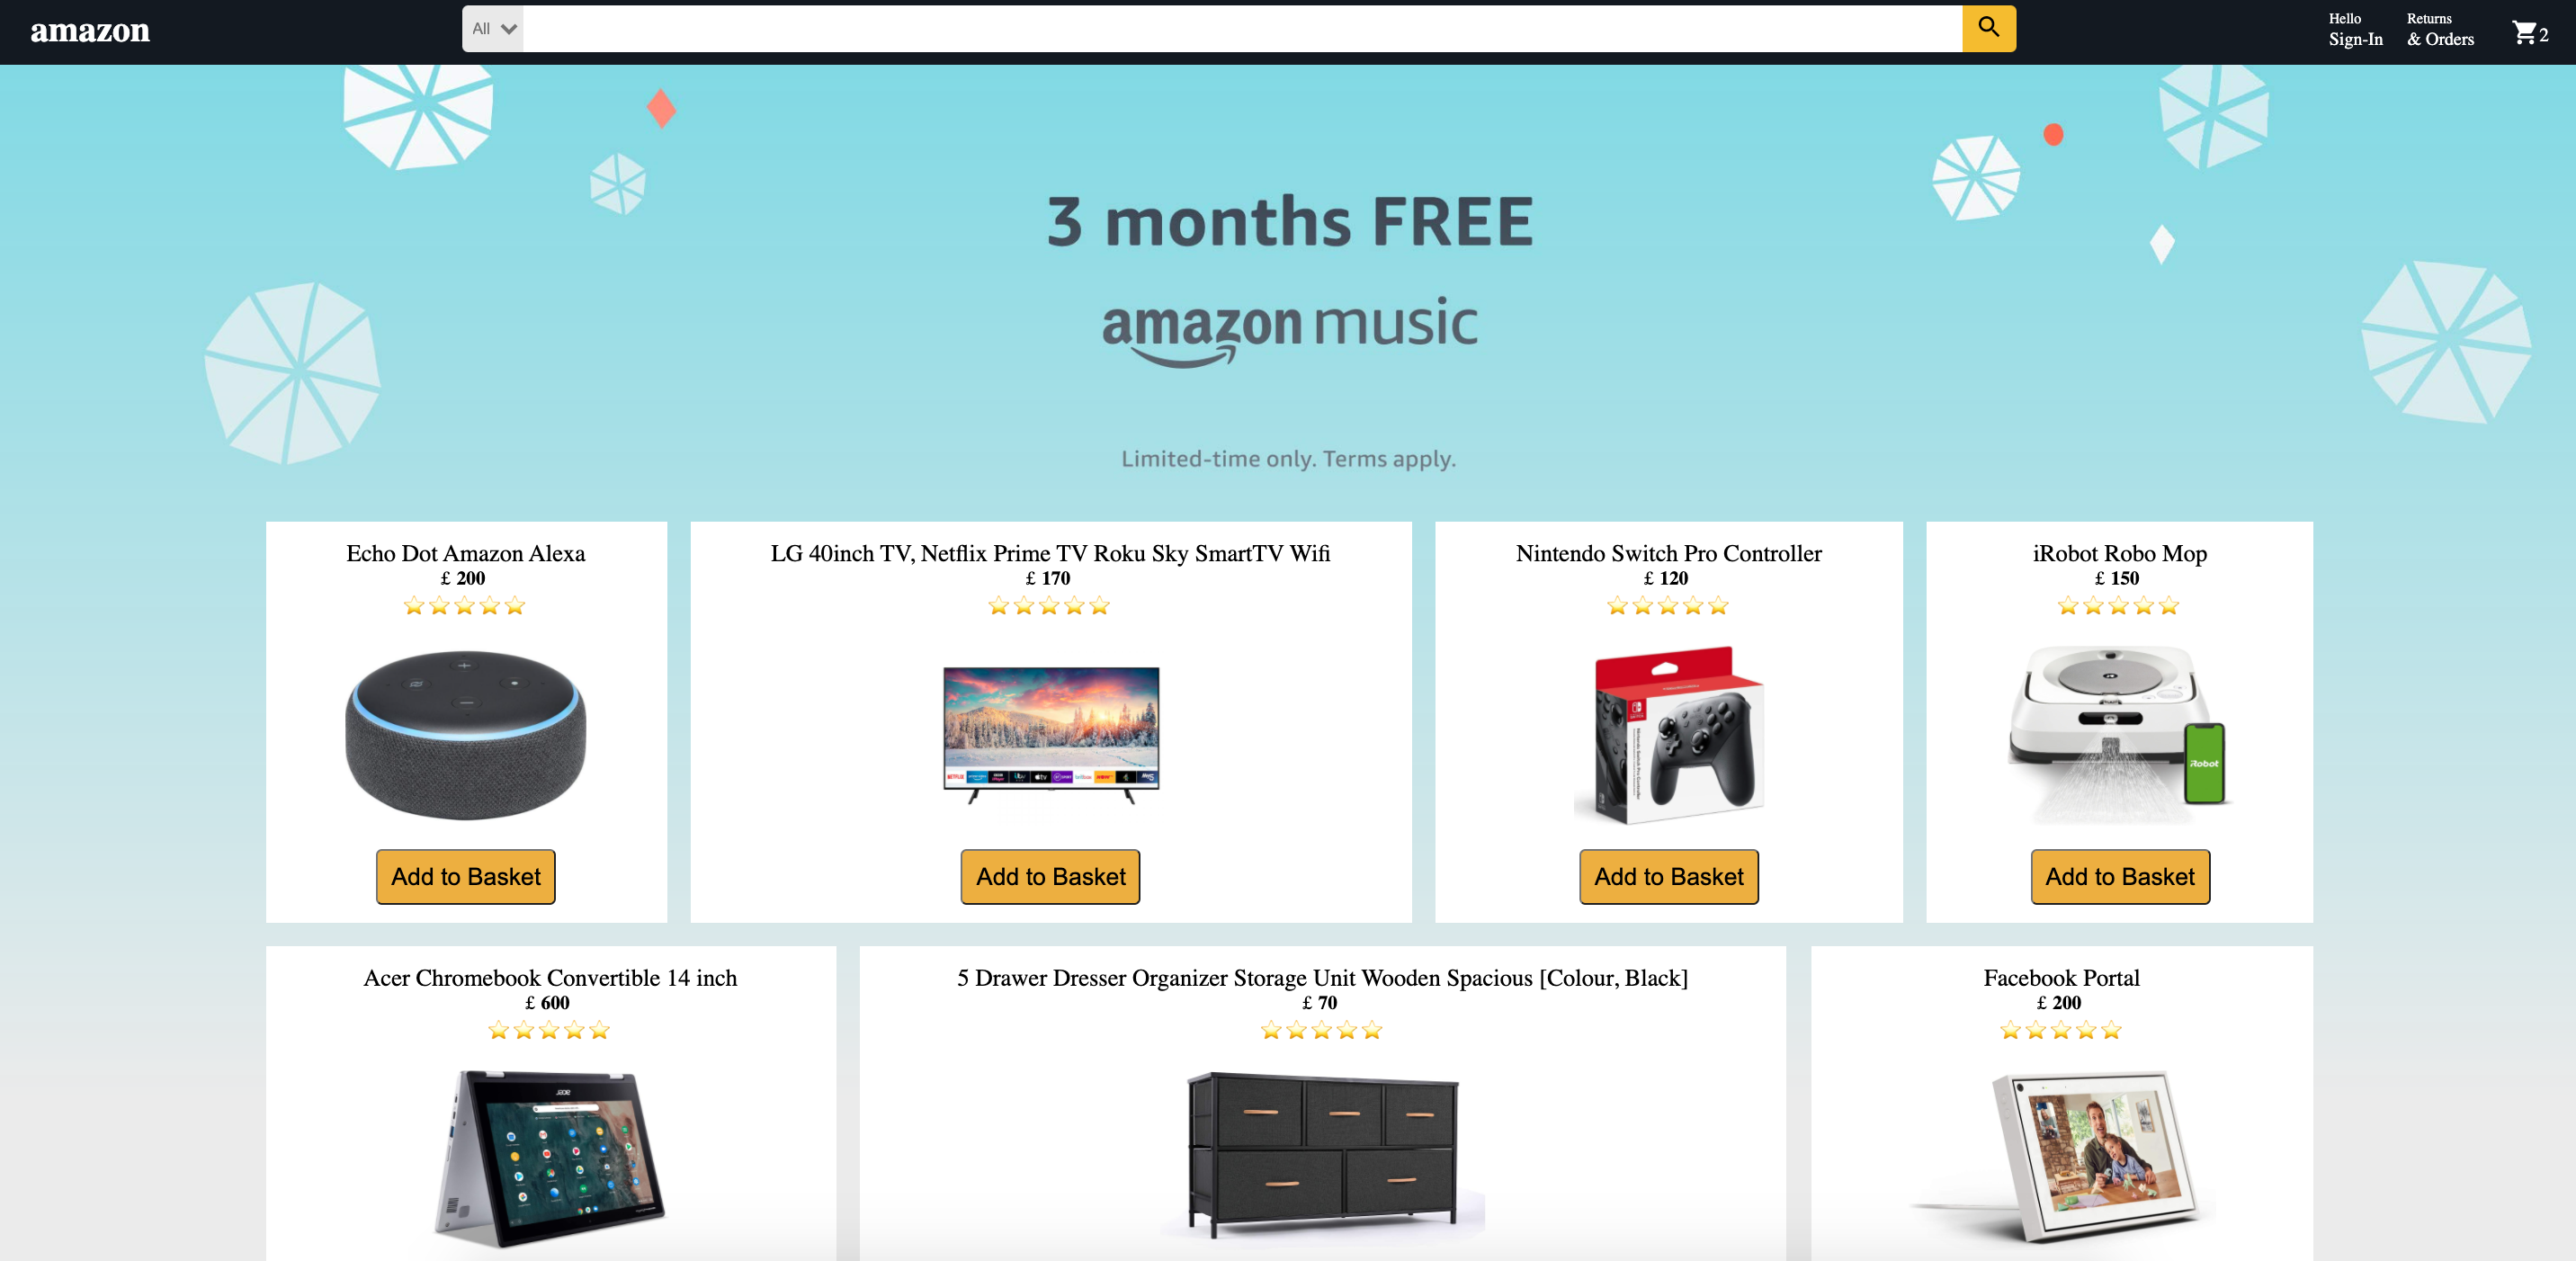 amazon
All
Hello
Sign-In
Returns
& Orders
2
3 months FREE
amazon music
Limited-time only. Terms apply.
Echo Dot Amazon Alexa
£ 200
LG 40inch TV, Netflix Prime TV Roku Sky SmartTV Wifi
£ 170
Nintendo Switch Pro Controller
£ 120
iRobot Robo Mop
£ 150
iRobot
Add to Basket
Add to Basket
Add to Basket
Add to Basket
Acer Chromebook Convertible 14 inch
£ 600
5 Drawer Dresser Organizer Storage Unit Wooden Spacious [Colour, Black]
£ 70
Facebook Portal
£ 200
acer